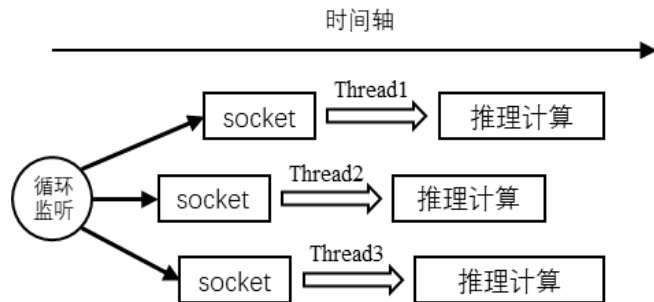 时间轴
Thread1
socket
推理计算
循环
监听
Thread2
socket
推理计算
Thread3
socket
推理计算